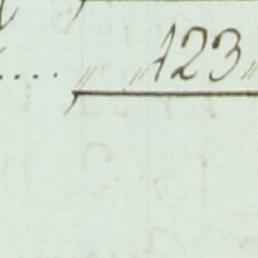 .... " " 123 "